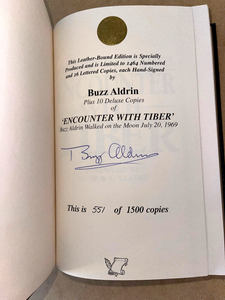 This Leather-Bound Edition is Specially
Produced and is Limited to 1464 Numbered
and 26 Lettered Copies, each Hand-Signed
by
Buzz Aldrin
Plus 10 Deluxe Copies
of
‘ENCOUNTER WITH TIBER’
Buzz Aldrin Walked on the Moon July 20, 1969
Buzz Aldrin
This is 551 of 1500 copies